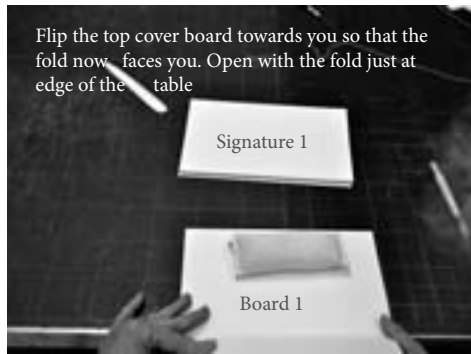 Flip the top cover board towards you so that the
fold now faces you. Open with the fold just at
edge of the table
Signature 1
Board 1